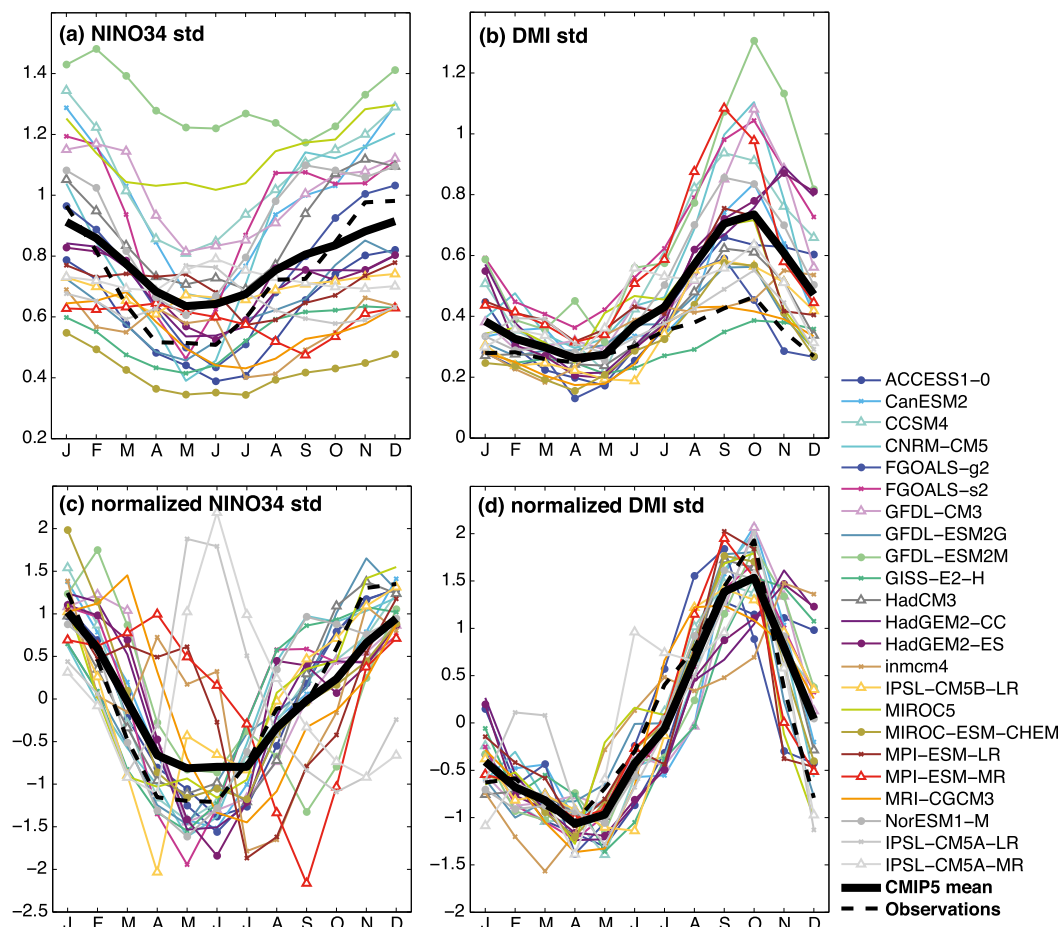 (a) NINO34 std
1.4
1.2
1
0.8
0.6
0.4
0.2
J F M A M J J A S O N D
(b) DMI std
1.2
1
0.8
0.6
0.4
0.2
0
J F M A M J J A S O N D
(c) normalized NINO34 std
2
1.5
1
0.5
0
−0.5
−1
−1.5
−2
−2.5
J F M A M J J A S O N D
(d) normalized DMI std
2
1.5
1
0.5
0
−0.5
−1
−1.5
−2
J F M A M J J A S O N D
ACCESS1−0
CanESM2
CCSM4
CNRM−CM5
FGOALS−g2
FGOALS−s2
GFDL−CM3
GFDL−ESM2G
GFDL−ESM2M
GISS−E2−H
HadCM3
HadGEM2−CC
HadGEM2−ES
inmcm4
IPSL−CM5B−LR
MIROC5
MIROC−ESM−CHEM
MPI−ESM−LR
MPI−ESM−MR
MRI−CGCM3
NorESM1−M
IPSL−CM5A−LR
IPSL−CM5A−MR
CMIP5 mean
Observations